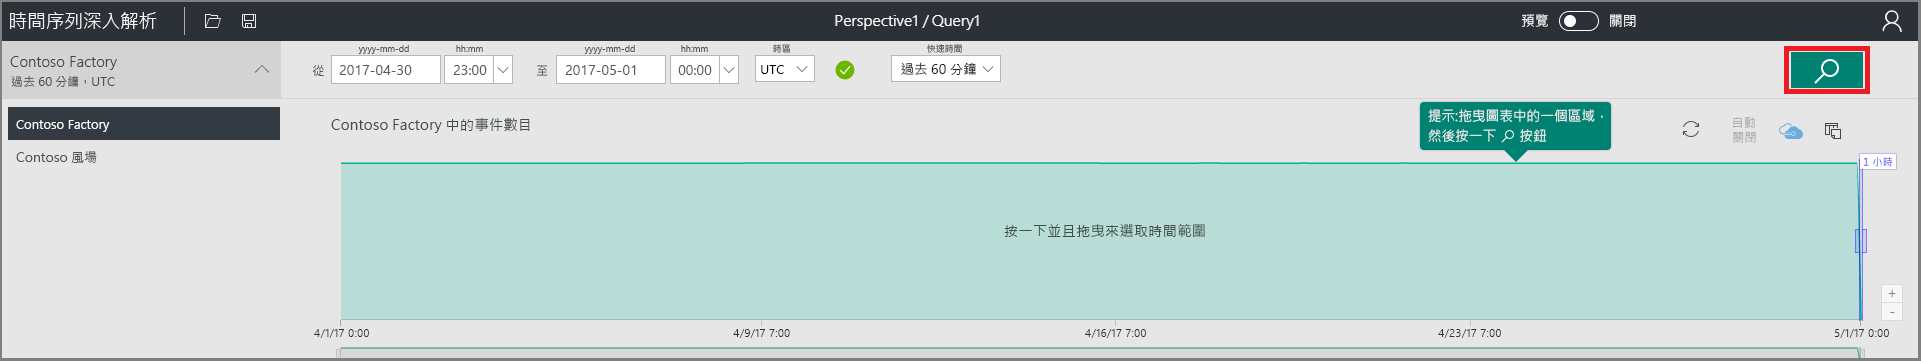 時間序列深入解析
Perspective1 / Query1
預覽 關閉
Contoso Factory
過去 60 分鐘，UTC
yyyy-mm-dd hh:mm yyyy-mm-dd hh:mm 時區 快速時間
從 2017-04-30 23:00 至 2017-05-01 00:00 UTC 過去 60 分鐘
Contoso Factory
Contoso 風場
Contoso Factory 中的事件數目
提示:拖曳圖表中的一個區域，
然後按一下 按鈕
自動
關閉
1 小時
按一下並且拖曳來選取時間範圍
+
-
4/1/17 0:00 4/9/17 7:00 4/16/17 7:00 4/23/17 7:00 5/1/17 0:00